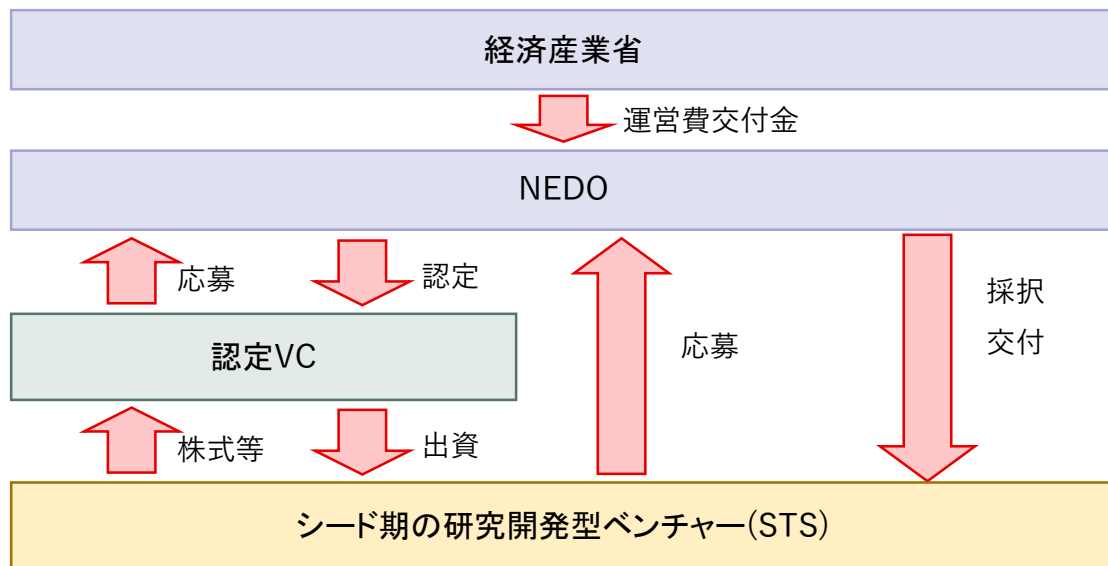 経済産業省
運営費交付金
NEDO
応募
認定
認定VC
応募
採択
交付
株式等
出資
シード期の研究開発型ベンチャー(STS)